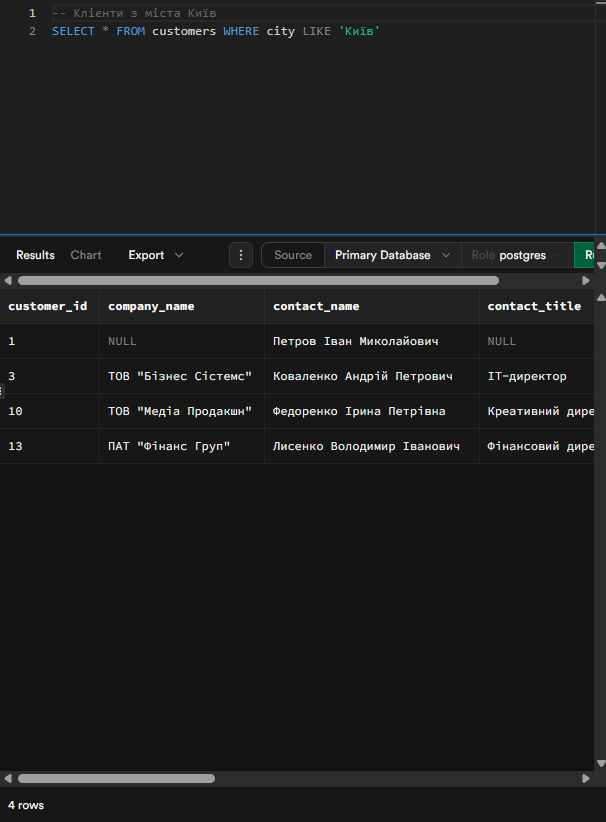 1 -- Клієнти з міста Київ
2 SELECT * FROM customers WHERE city LIKE 'Київ'
Results Chart Export Source Primary Database Role postgres
customer_id company_name contact_name contact_title
1 NULL Петров Іван Миколайович NULL
3 ТОВ "Бізнес Сістемс" Коваленко Андрій Петрович ІТ-директор
10 ТОВ "Медіа Продакшн" Федоренко Ірина Петрівна Креативний дире
13 ПАТ "Фінанс Груп" Лисенко Володимир Іванович Фінансовий дире
4 rows